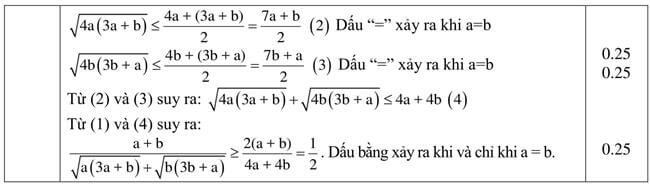 √(4a(3a + b)) ≤ (4a + (3a + b))/2 = (7a + b)/2 (2) Dấu “=” xảy ra khi a=b
√(4b(3b + a)) ≤ (4b + (3b + a))/2 = (7b + a)/2 (3) Dấu “=” xảy ra khi a=b
0.25
0.25
Từ (2) và (3) suy ra: √(4a(3a + b)) + √(4b(3b + a)) ≤ 4a + 4b (4)
Từ (1) và (4) suy ra:
(a + b)/(√(a(3a + b)) + √(b(3b + a))) ≥ 2(a + b)/(4a + 4b) = 1/2 . Dấu bằng xảy ra khi và chỉ khi a = b.
0.25